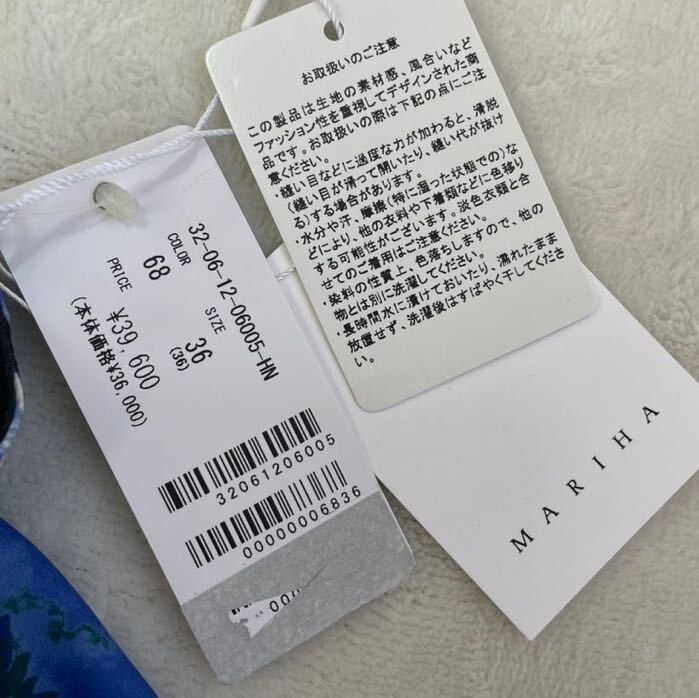 お取扱いのご注意
この製品は生地の素材感、風合いなど
ファッション性を重視してデザインされた商
品です。お取扱いの際は下記の点にご注
意ください。
・縫い目などに過度な力が加わると、滑脱
(縫い目が滑って開いたり、縫い代が抜け
る)する場合があります。
・水分や汗、摩擦(特に湿った状態での)な
どにより、他の衣料や下着類などに色移り
する可能性がございます。淡色衣類と合
せてのご着用はご注意ください。
・染料の性質上、色落ちしますので、他の
物とは別に洗濯してください。
・長時間水に漬けておいたり、濡れたまま
放置せず、洗濯後はすばやく干してくださ
い。
32-06-12-06005-HN
COLOR SIZE
68 36
(36)
PRICE ¥39,600
(本体価格¥36,000)
32061206005
00000006836
000
MARIHA